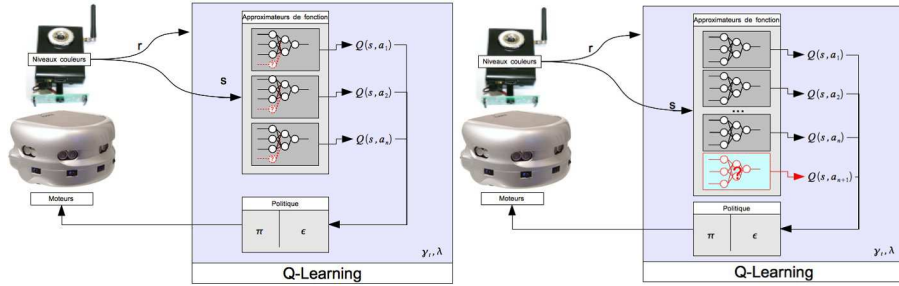 Approximateurs de fonction
r
Niveaux couleurs
Q(s,a₁)
s
Q(s,a₂)
Q(s,aₙ)
Moteurs
Politique
π
ϵ
Q-Learning
Approximateurs de fonction
r
Niveaux couleurs
Q(s,a₁)
Q(s,a₂)
s
...
Q(s,aₙ)
?
Q(s,aₙ₊₁)
Moteurs
Politique
π
ϵ
Q-Learning